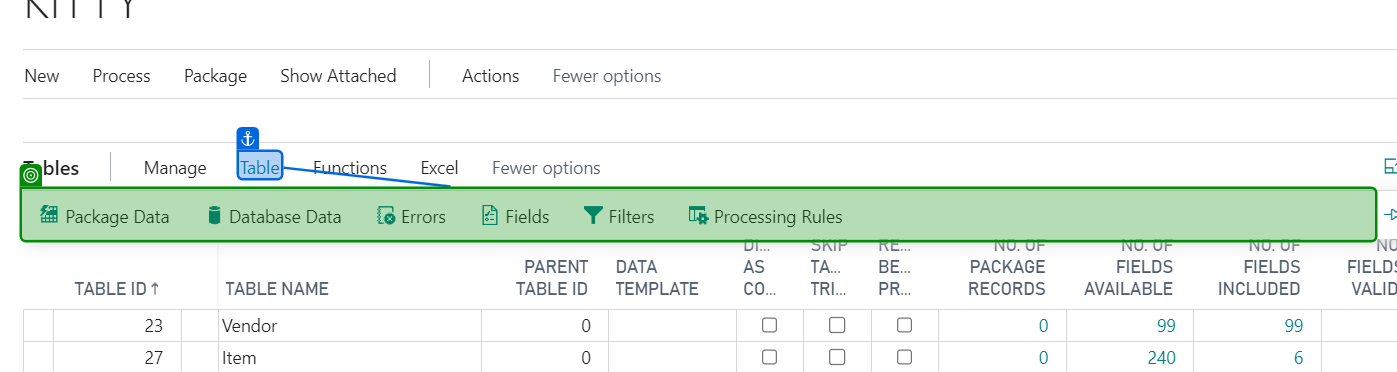 KITTY
New Process Package Show Attached Actions Fewer options
Tables Manage Table Functions Excel Fewer options
Package Data Database Data Errors Fields Filters Processing Rules
DI... SKIP RE... NO. OF NO. OF NO. OF NO
PARENT DATA AS TA... BE... PACKAGE FIELDS FIELDS FIELDS
TABLE ID ↑ TABLE NAME TABLE ID TEMPLATE CO... TRI... PR... RECORDS AVAILABLE INCLUDED VALID
23 Vendor 0 0 99 99
27 Item 0 0 240 6